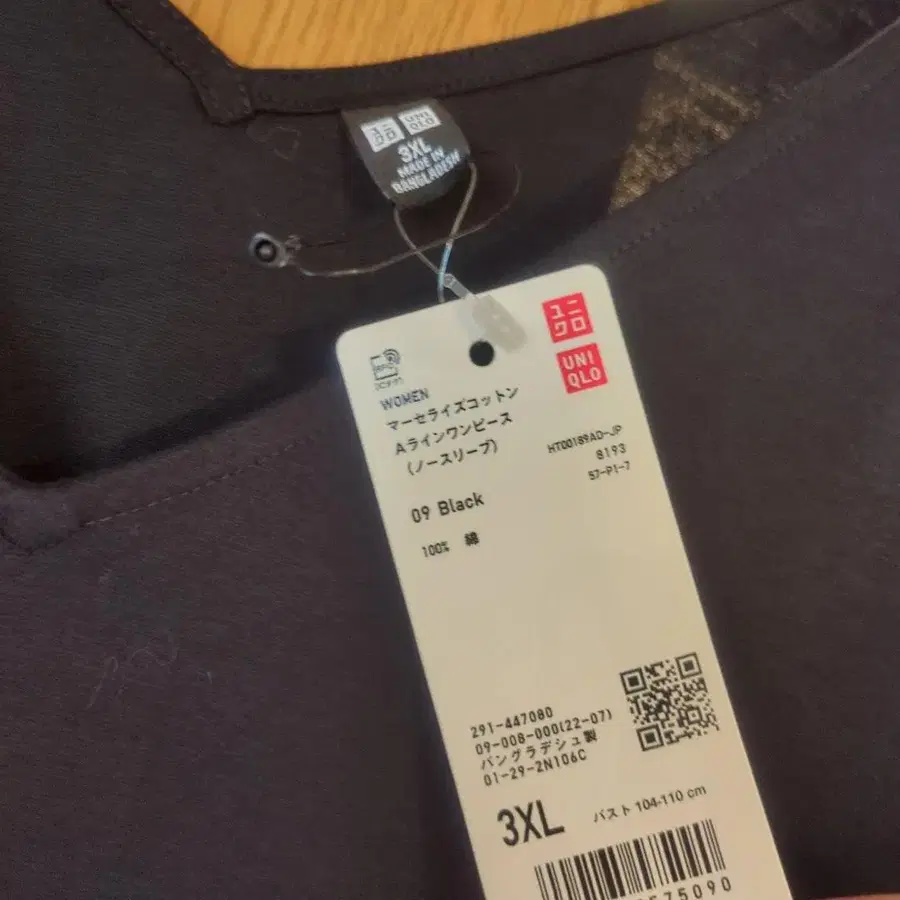 ユニ
クロ
UNI
QLO
3XL
MADE IN
BANGLADESH
ユニ
クロ
UNI
QLO
WOMEN
マーセライズコットン
Aラインワンピース
(ノースリーブ)
HT00189AD-JP
8193
57-P1-7
09 Black
100% 綿
291-447080
09-008-000(22-07)
バングラデシュ製
01-29-2N106C
3XL
バスト 104-110 cm
575090